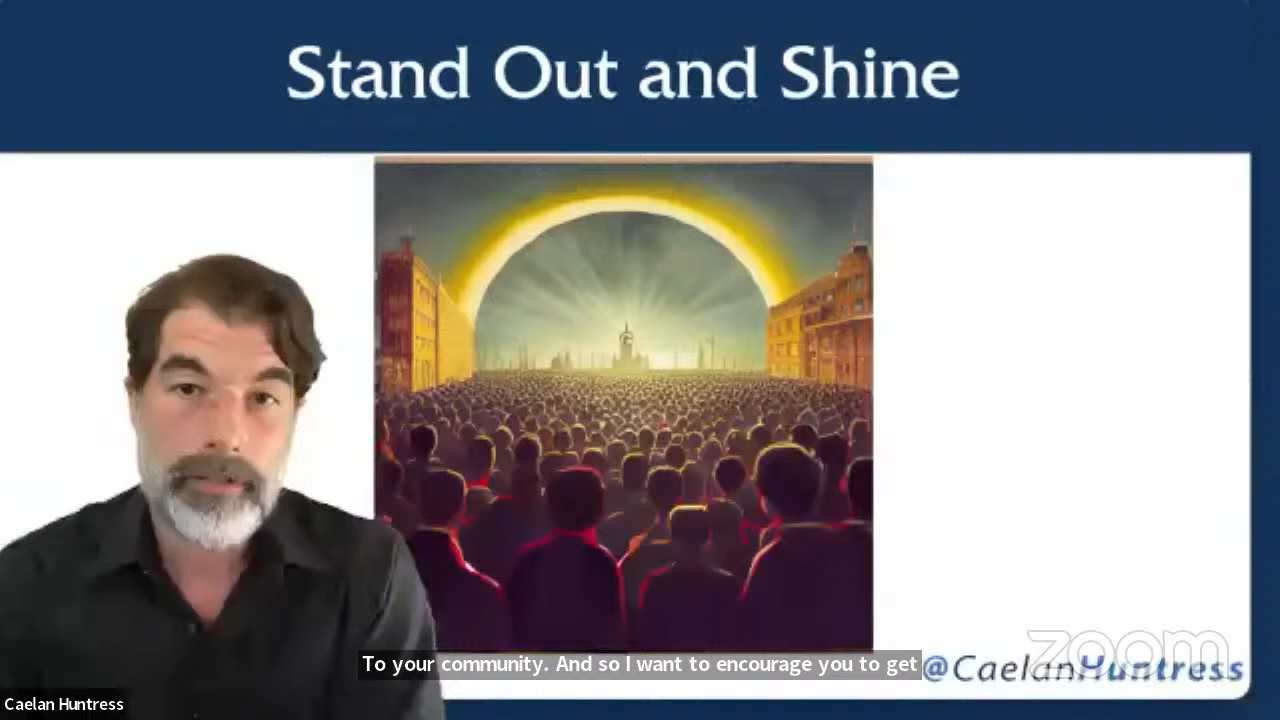 Stand Out and Shine
To your community. And so I want to encourage you to get
@CaelanHuntress
zoom
Caelan Huntress